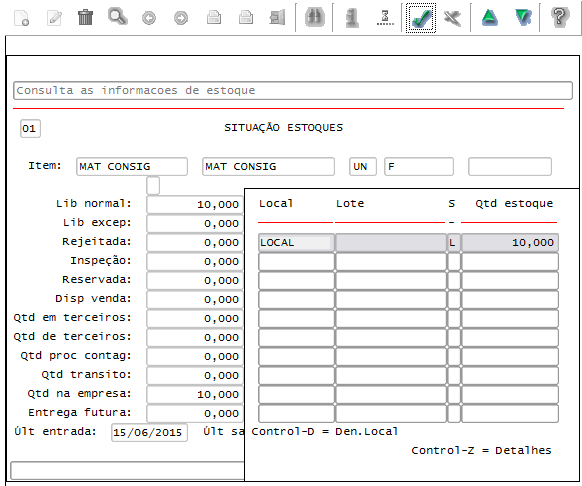 Consulta as informacoes de estoque
01 SITUAÇÃO ESTOQUES
Item: MAT CONSIG MAT CONSIG UN F
Lib normal: 10,000
Lib excep: 0,000
Rejeitada: 0,000
Inspeção: 0,000
Reservada: 0,000
Disp venda: 0,000
Qtd em terceiros: 0,000
Qtd de terceiros: 0,000
Qtd proc contag: 0,000
Qtd transito: 0,000
Qtd na empresa: 10,000
Entrega futura: 0,000
Últ entrada: 15/06/2015 Últ sa
Local Lote S Qtd estoque
-
LOCAL L 10,000
Control-D = Den.Local
Control-Z = Detalhes